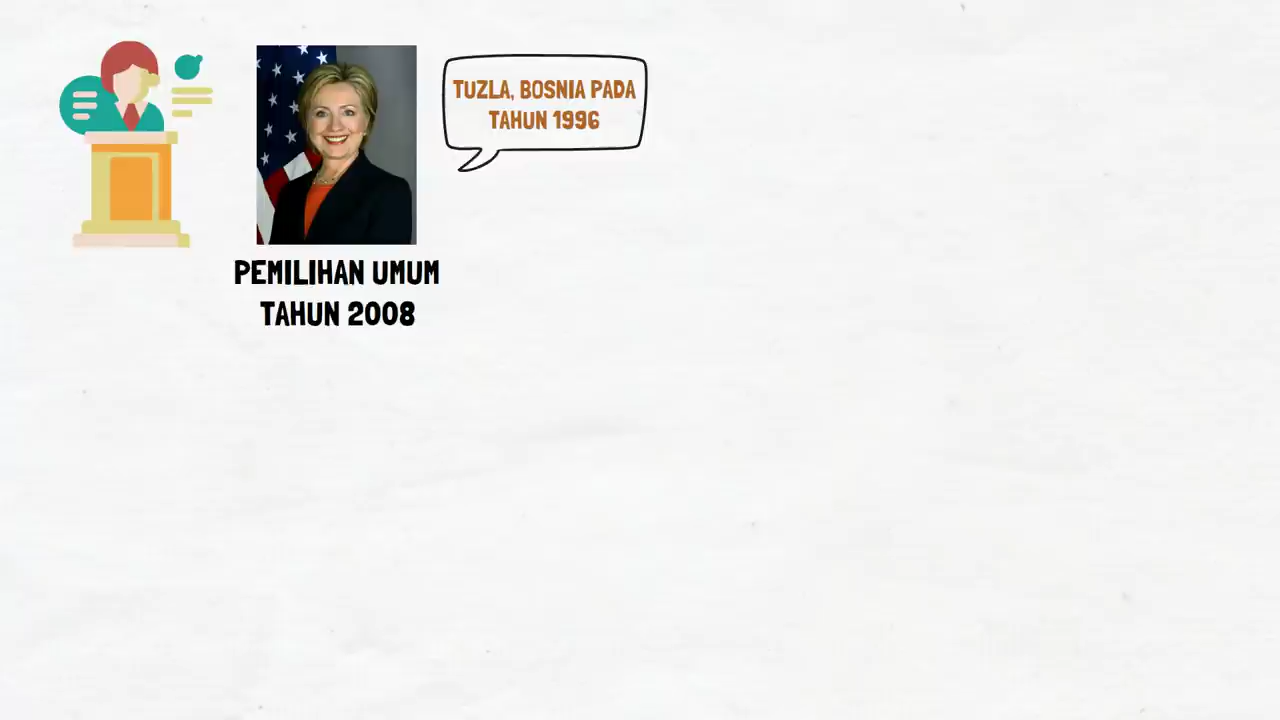 TUZLA, BOSNIA PADA
TAHUN 1996
PEMILIHAN UMUM
TAHUN 2008